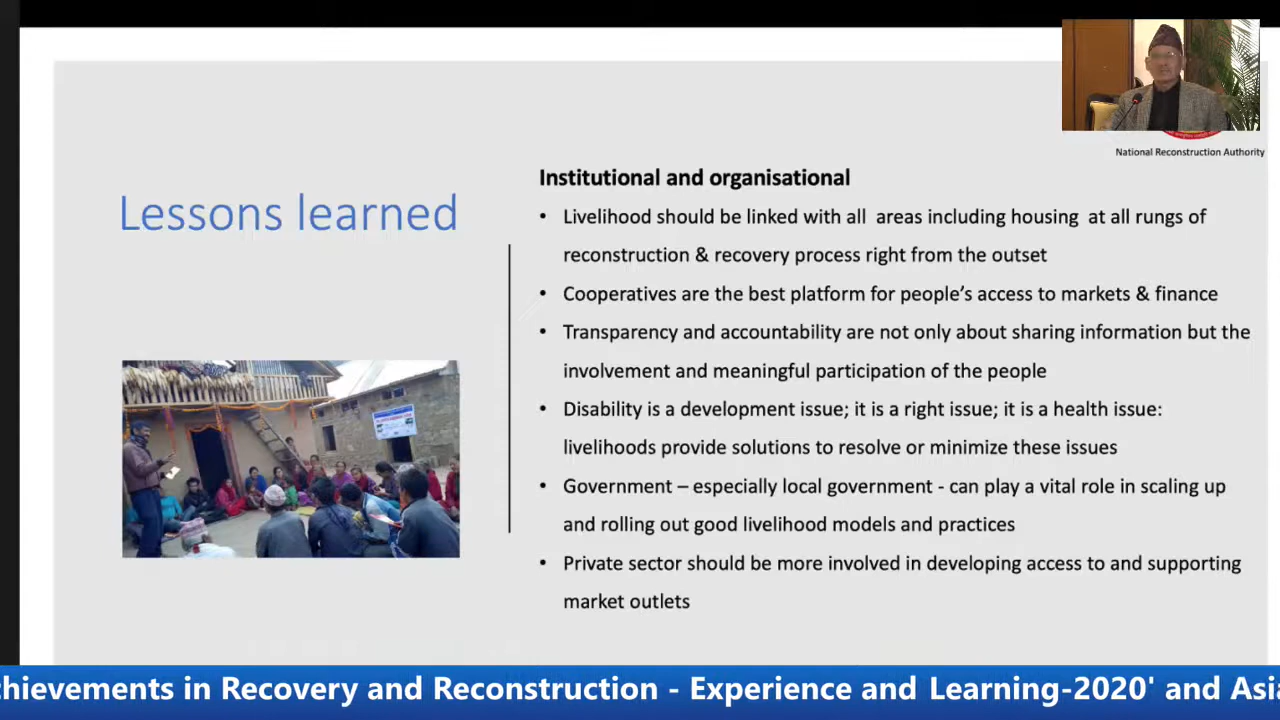 National Reconstruction Authority
Lessons learned
Institutional and organisational
• Livelihood should be linked with all areas including housing at all rungs of
reconstruction & recovery process right from the outset
• Cooperatives are the best platform for people's access to markets & finance
• Transparency and accountability are not only about sharing information but the
involvement and meaningful participation of the people
• Disability is a development issue; it is a right issue; it is a health issue:
livelihoods provide solutions to resolve or minimize these issues
• Government – especially local government - can play a vital role in scaling up
and rolling out good livelihood models and practices
• Private sector should be more involved in developing access to and supporting
market outlets
chievements in Recovery and Reconstruction - Experience and Learning-2020' and Asia